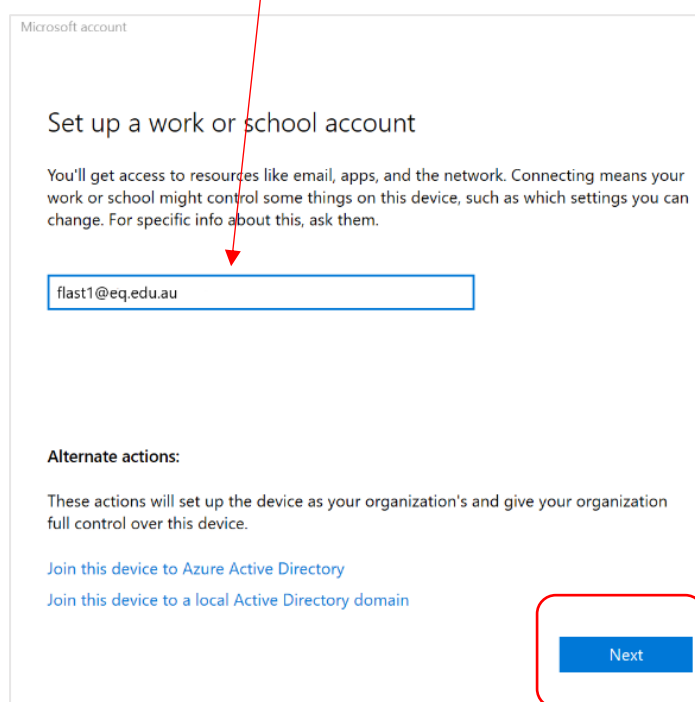 Microsoft account
Set up a work or school account
You'll get access to resources like email, apps, and the network. Connecting means your
work or school might control some things on this device, such as which settings you can
change. For specific info about this, ask them.
flast1@eq.edu.au
Alternate actions:
These actions will set up the device as your organization's and give your organization
full control over this device.
Join this device to Azure Active Directory
Join this device to a local Active Directory domain
Next